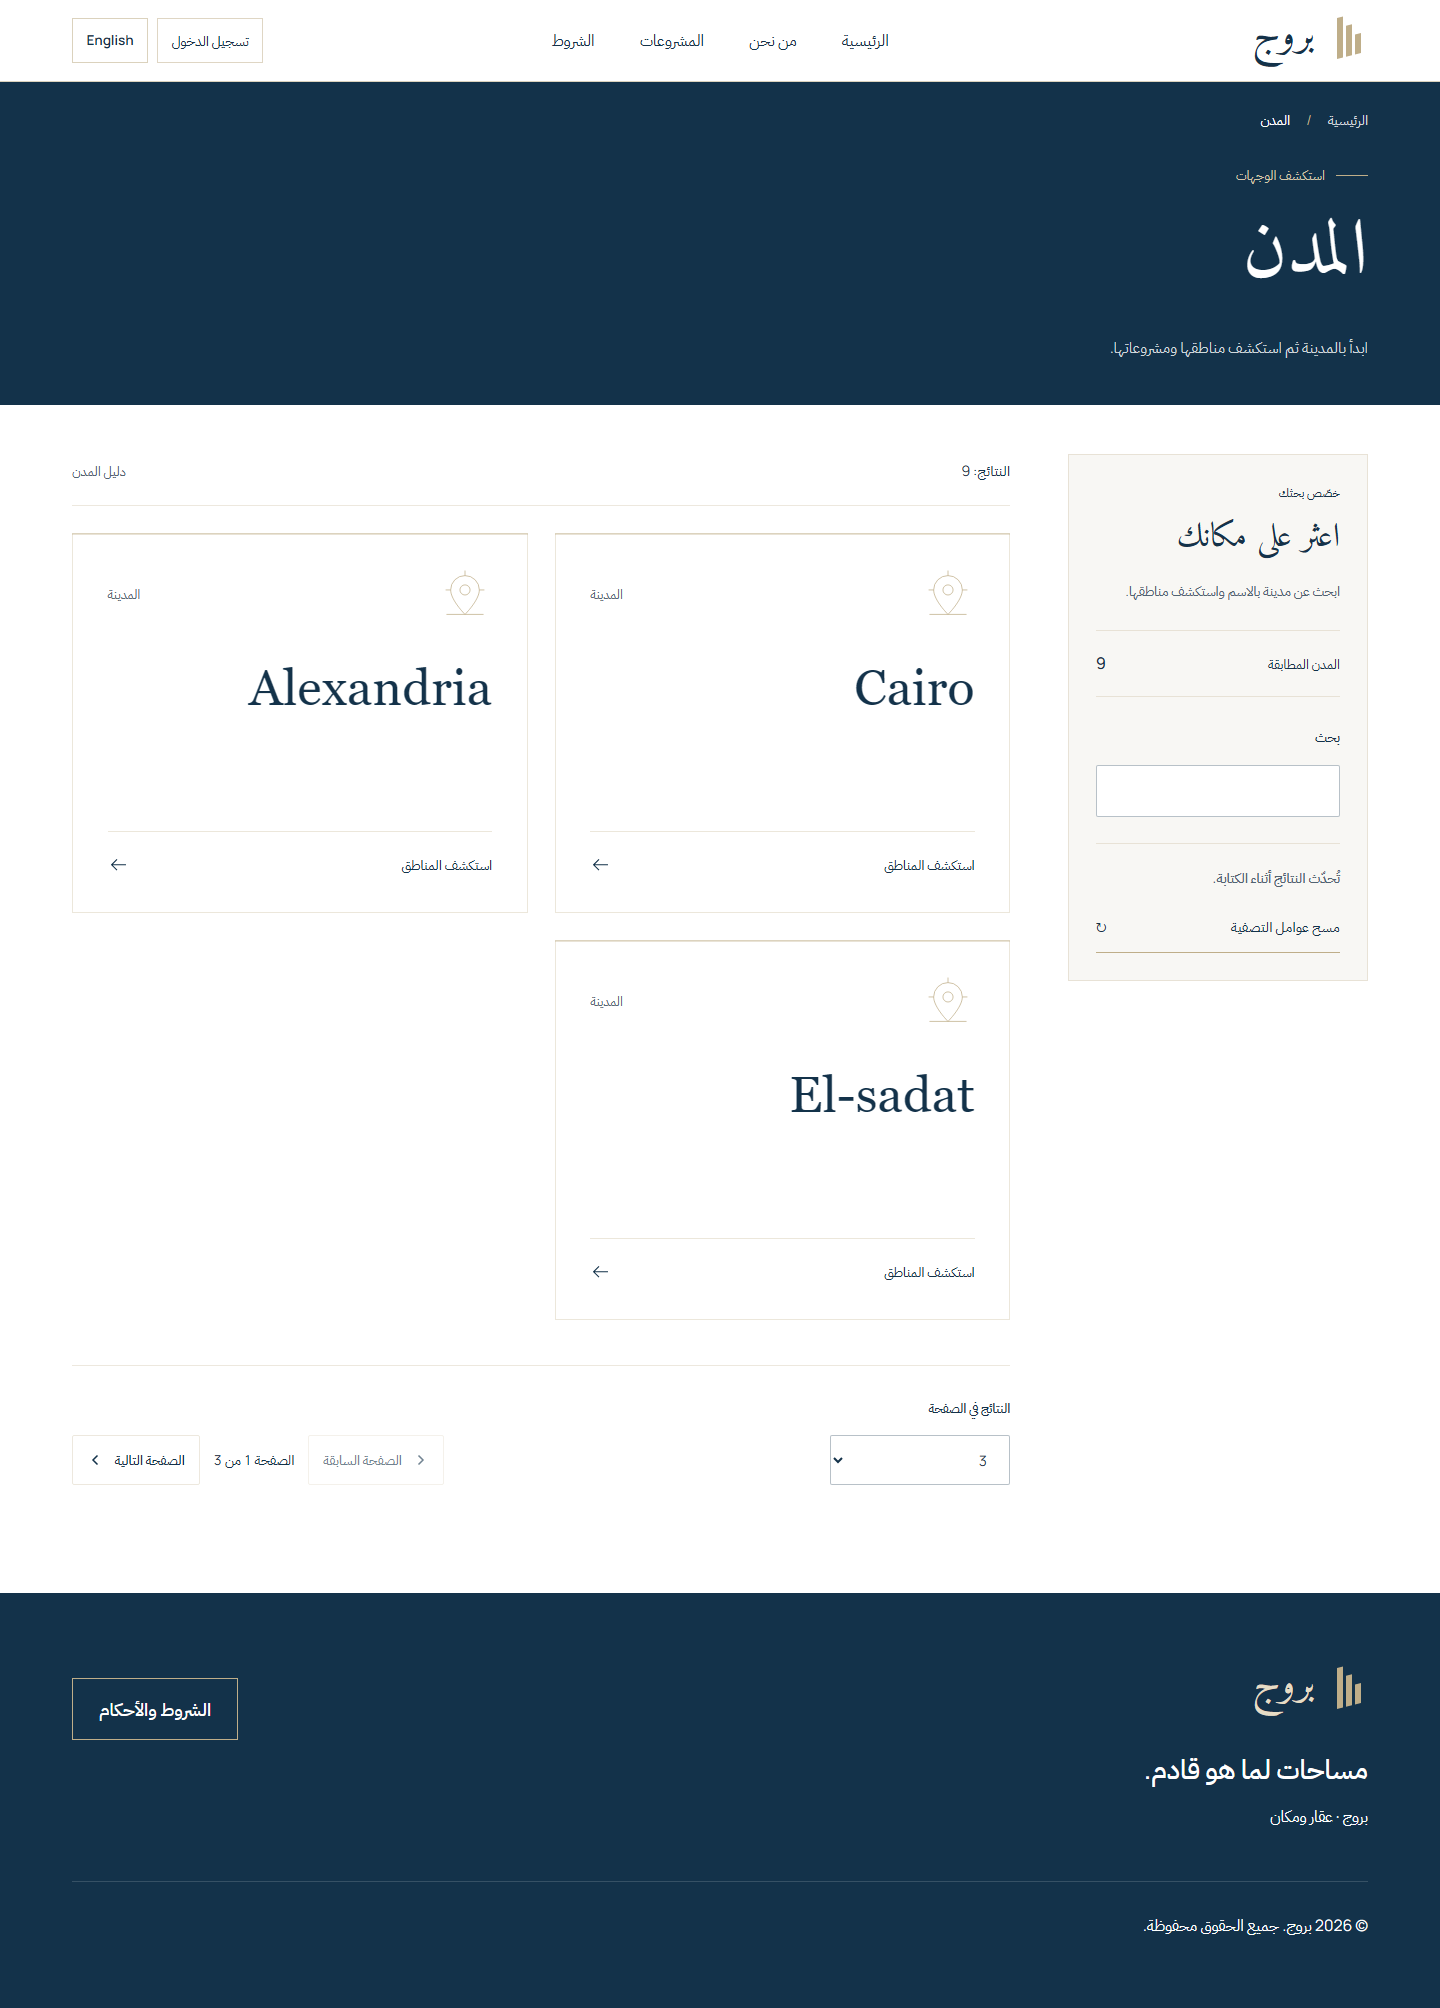 بروج
الرئيسية
من نحن
المشروعات
الشروط
تسجيل الدخول
English
الرئيسية / المدن
استكشف الوجهات
المدن
ابدأ بالمدينة ثم استكشف مناطقها ومشروعاتها.
خصّص بحثك
اعثر على مكانك
ابحث عن مدينة بالاسم واستكشف مناطقها.
المدن المطابقة 9
بحث
تُحدّث النتائج أثناء الكتابة.
مسح عوامل التصفية ↻
النتائج: 9
دليل المدن
المدينة
Cairo
استكشف المناطق ←
المدينة
Alexandria
استكشف المناطق ←
المدينة
El-sadat
استكشف المناطق ←
النتائج في الصفحة
3
الصفحة السابقة
الصفحة 1 من 3
الصفحة التالية
بروج
مساحات لما هو قادم.
بروج · عقار ومكان
الشروط والأحكام
© 2026 بروج. جميع الحقوق محفوظة.